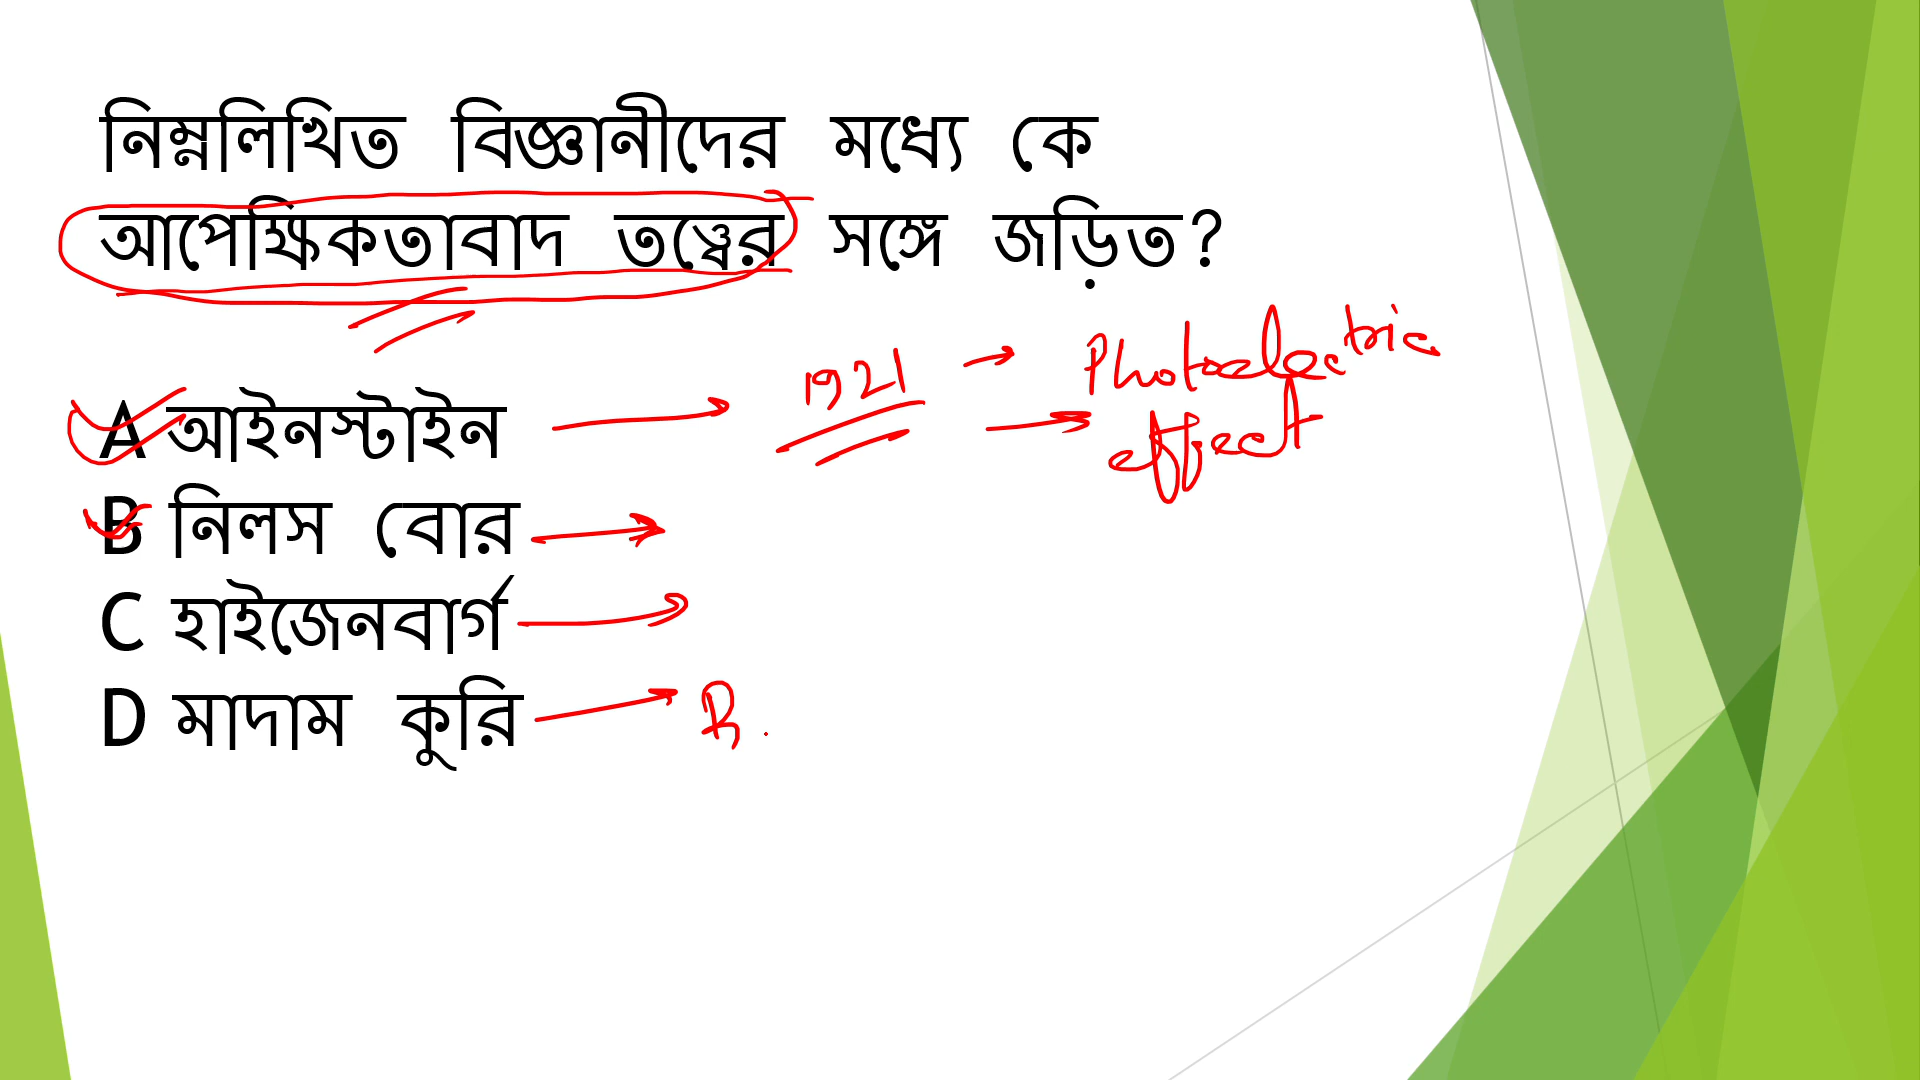 নিম্নলিখিত বিজ্ঞানীদের মধ্যে কে
আপেক্ষিকতাবাদ তত্ত্বের সঙ্গে জড়িত?
A আইনস্টাইন
1921
Photoelectric
effect
B নিলস বোর
C হাইজেনবার্গ
D মাদাম কুরি
R.